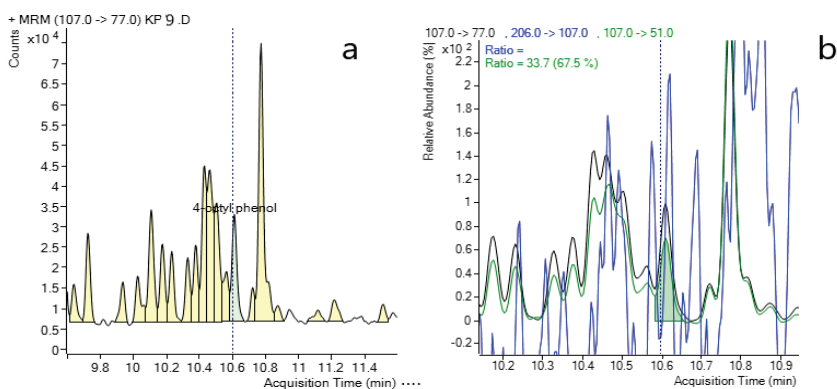 + MRM (107.0 -> 77.0) KP 9 .D
Counts
x10 4
7
6.5
6
5.5
5
4.5
4
3.5
3
2.5
2
1.5
1
0.5
0
a
4-octyl phenol
9.8 10 10.2 10.4 10.6 10.8 11 11.2 11.4
Acquisition Time (min) ....
107.0 -> 77.0 , 206.0 -> 107.0 , 107.0 -> 51.0
Relative Abundance (%)
x10 2
Ratio =
Ratio = 33.7 (67.5 %)
b
2.2
2
1.8
1.6
1.4
1.2
1
0.8
0.6
0.4
0.2
0
-0.2
10.2 10.3 10.4 10.5 10.6 10.7 10.8 10.9
Acquisition Time (min)